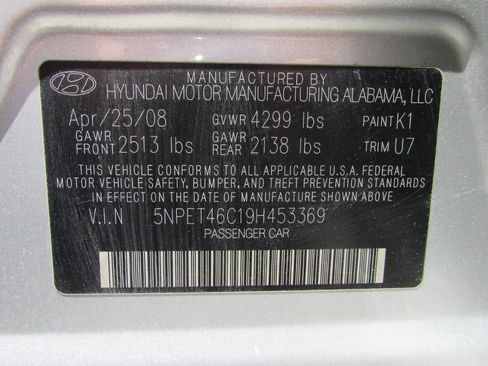 MANUFACTURED BY
HYUNDAI MOTOR MANUFACTURING ALABAMA, LLC
Apr/25/08 GVWR 4299 lbs PAINT K1
GAWR FRONT 2513 lbs GAWR REAR 2138 lbs TRIM U7
THIS VEHICLE CONFORMS TO ALL APPLICABLE U.S.A. FEDERAL
MOTOR VEHICLE SAFETY, BUMPER, AND THEFT PREVENTION STANDARDS
IN EFFECT ON THE DATE OF MANUFACTURE SHOWN ABOVE
V.I.N 5NPET46C19H453369
PASSENGER CAR